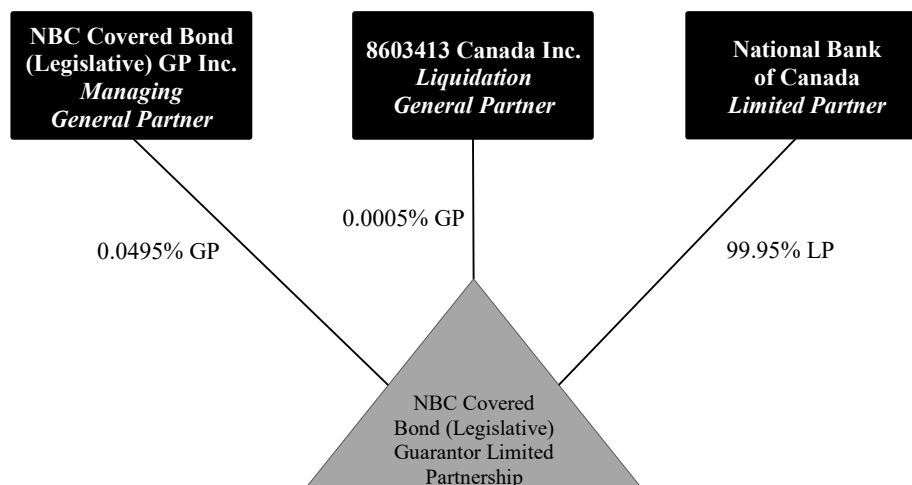 NBC Covered Bond
(Legislative) GP Inc.
Managing
General Partner
8603413 Canada Inc.
Liquidation
General Partner
National Bank
of Canada
Limited Partner
0.0495% GP
0.0005% GP
99.95% LP
NBC Covered
Bond (Legislative)
Guarantor Limited
Partnership